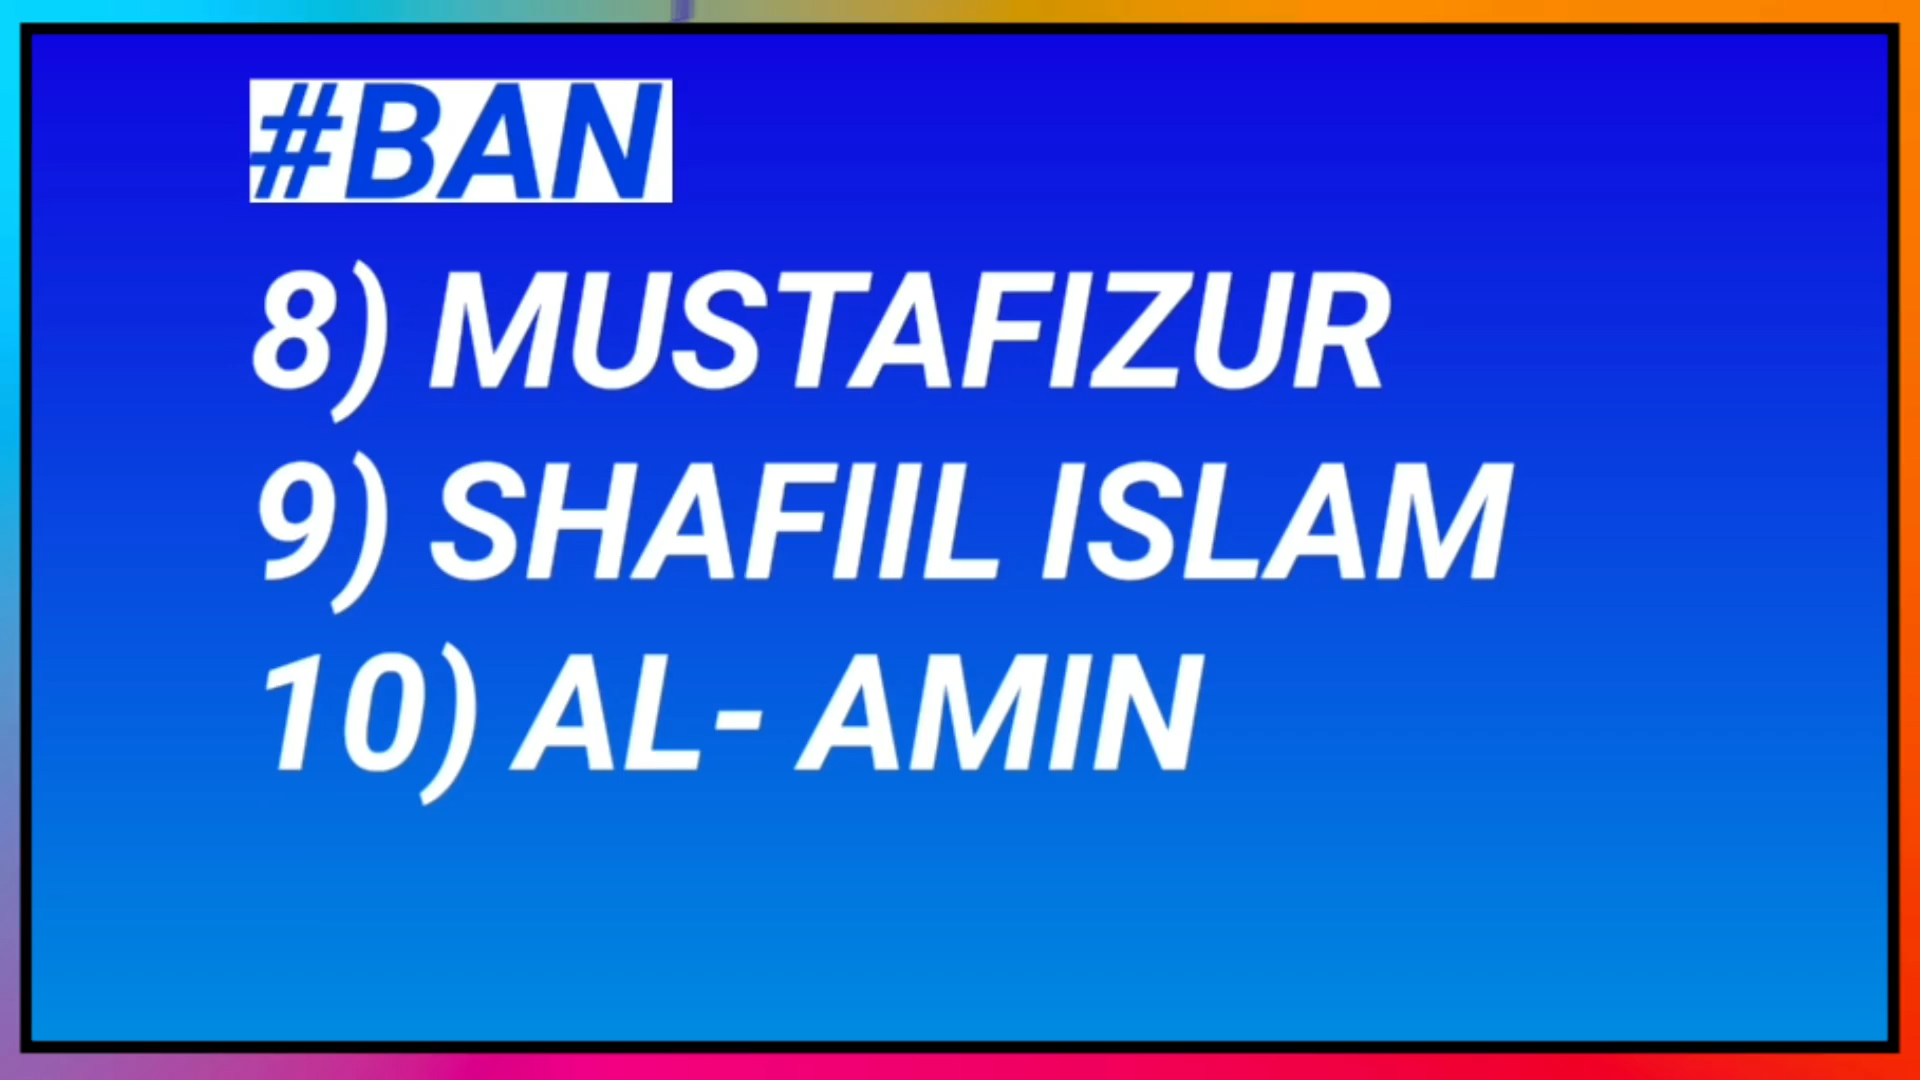 #BAN
8) MUSTAFIZUR
9) SHAFIIL ISLAM
10) AL- AMIN